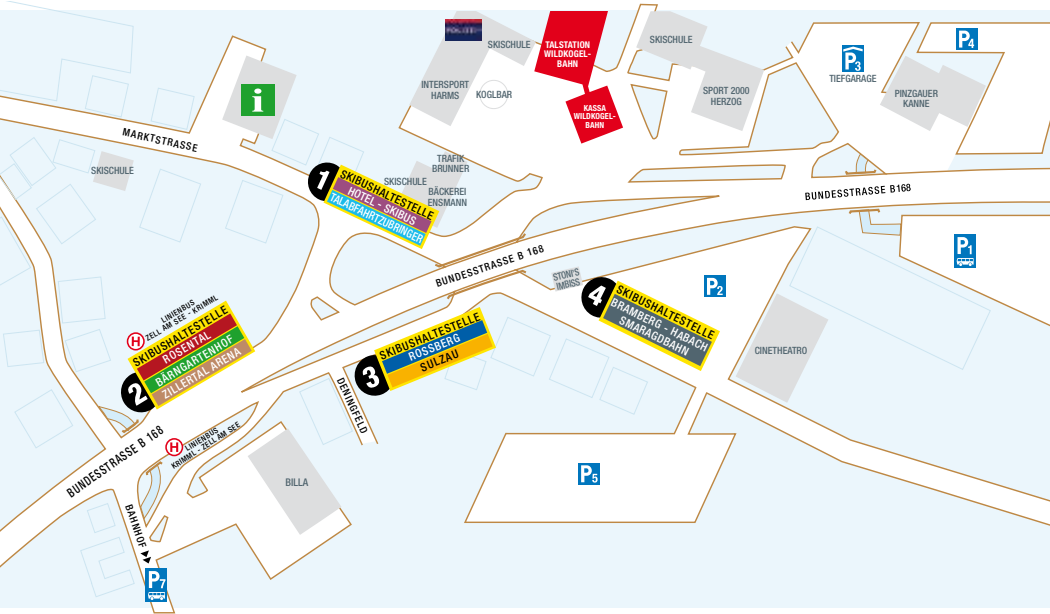 POLIZEI
SKISCHULE
TALSTATION
WILDKOGEL-
BAHN
SKISCHULE
P4
P3
TIEFGARAGE
INTERSPORT
HARMS
KOGLBAR
SPORT 2000
HERZOG
PINZGAUER
KANNE
i
KASSA
WILDKOGEL-
BAHN
MARKTSTRASSE
SKISCHULE
TRAFIK
BRUNNER
SKISCHULE
BÄCKEREI
ENSMANN
1
SKIBUSHALTESTELLE
HOTEL - SKIBUS
TALABFAHRTZUBRINGER
BUNDESSTRASSE B168
P1
BUNDESSTRASSE B 168
STONI'S
IMBISS
P2
4
SKIBUSHALTESTELLE
BRAMBERG - HABACH
SMARAGDBAHN
LINIENBUS
ZELL AM SEE - KRIMML
H
2
SKIBUSHALTESTELLE
ROSENTAL
BÄRNGARTENHOF
ZILLERTAL ARENA
3
SKIBUSHALTESTELLE
ROSSBERG
SULZAU
CINETHEATRO
DENINGFELD
H
LINIENBUS
KRIMML - ZELL AM SEE
BUNDESSTRASSE B 168
BILLA
P5
BAHNHOF
P7